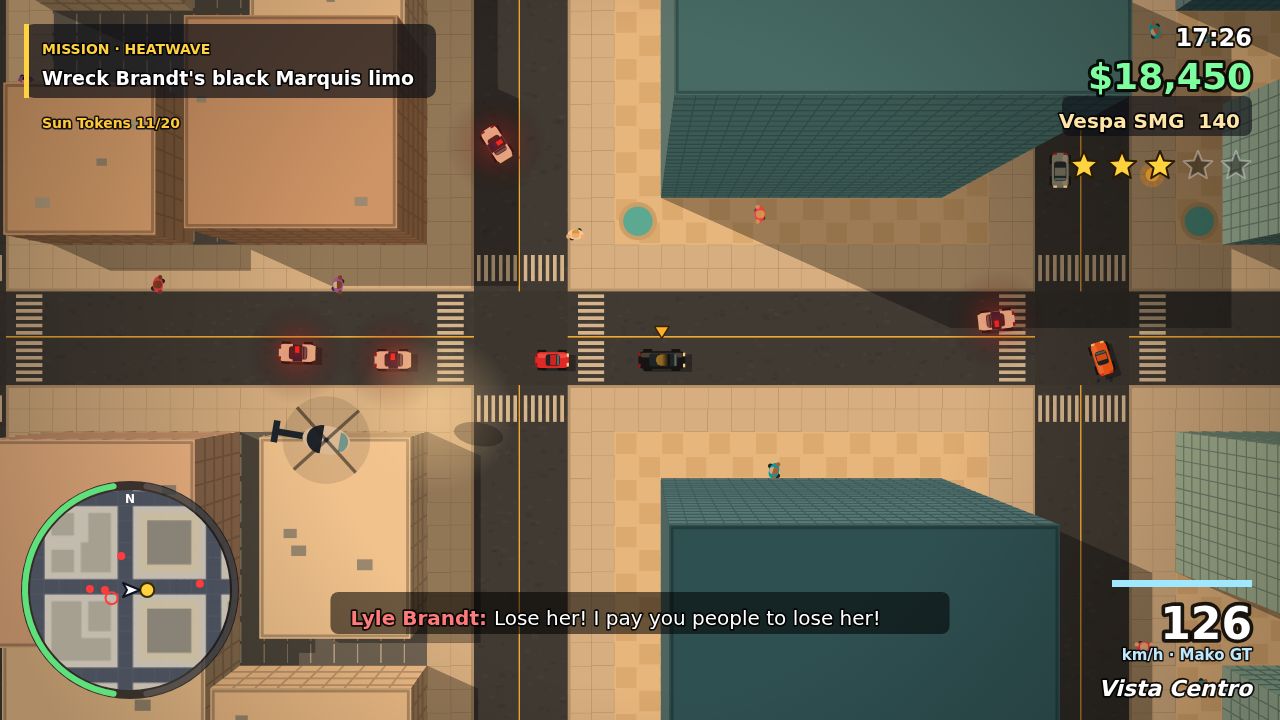 MISSION · HEATWAVE
Wreck Brandt's black Marquis limo
Sun Tokens 11/20
17:26
$18,450
Vespa SMG 140
N
Lyle Brandt: Lose her! I pay you people to lose her!
126
km/h · Mako GT
Vista Centro